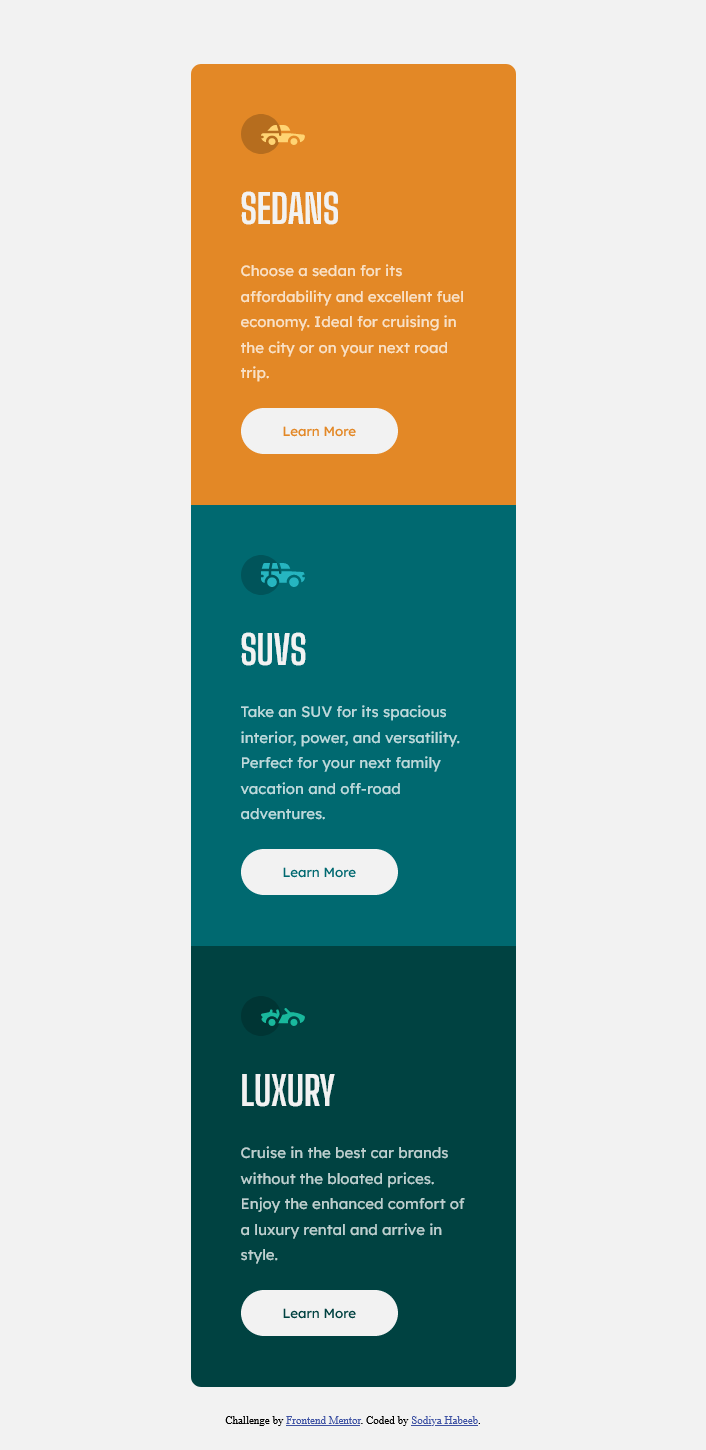 SEDANS
Choose a sedan for its
affordability and excellent fuel
economy. Ideal for cruising in
the city or on your next road
trip.
Learn More
SUVS
Take an SUV for its spacious
interior, power, and versatility.
Perfect for your next family
vacation and off-road
adventures.
Learn More
LUXURY
Cruise in the best car brands
without the bloated prices.
Enjoy the enhanced comfort of
a luxury rental and arrive in
style.
Learn More
Challenge by Frontend Mentor. Coded by Sodiya Habeeb.